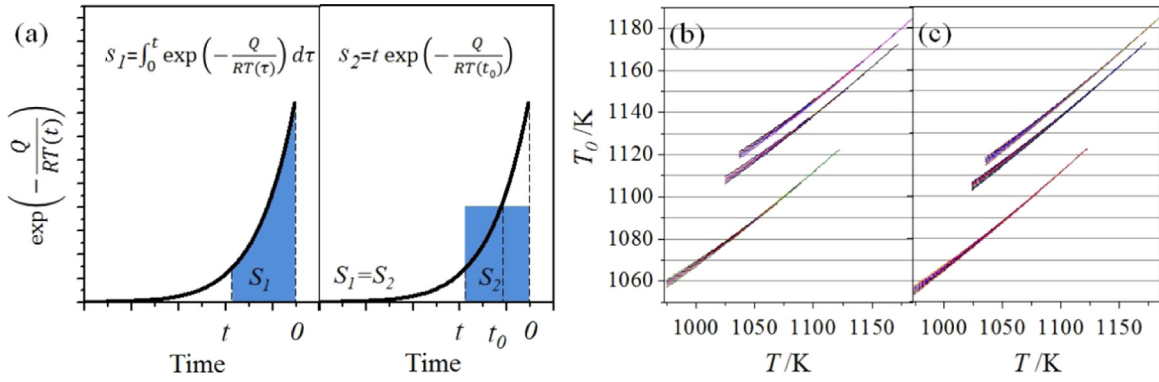 (a)
S1=∫0^t exp(−Q/RT(τ)) dτ
S2=t exp(−Q/RT(t0))
exp(−Q/RT(t))
S1
S1=S2
S2
t 0
t t0 0
Time
Time
(b) (c)
T0 /K
1180
1160
1140
1120
1100
1080
1060
1000 1050 1100 1150
1000 1050 1100 1150
T /K
T /K